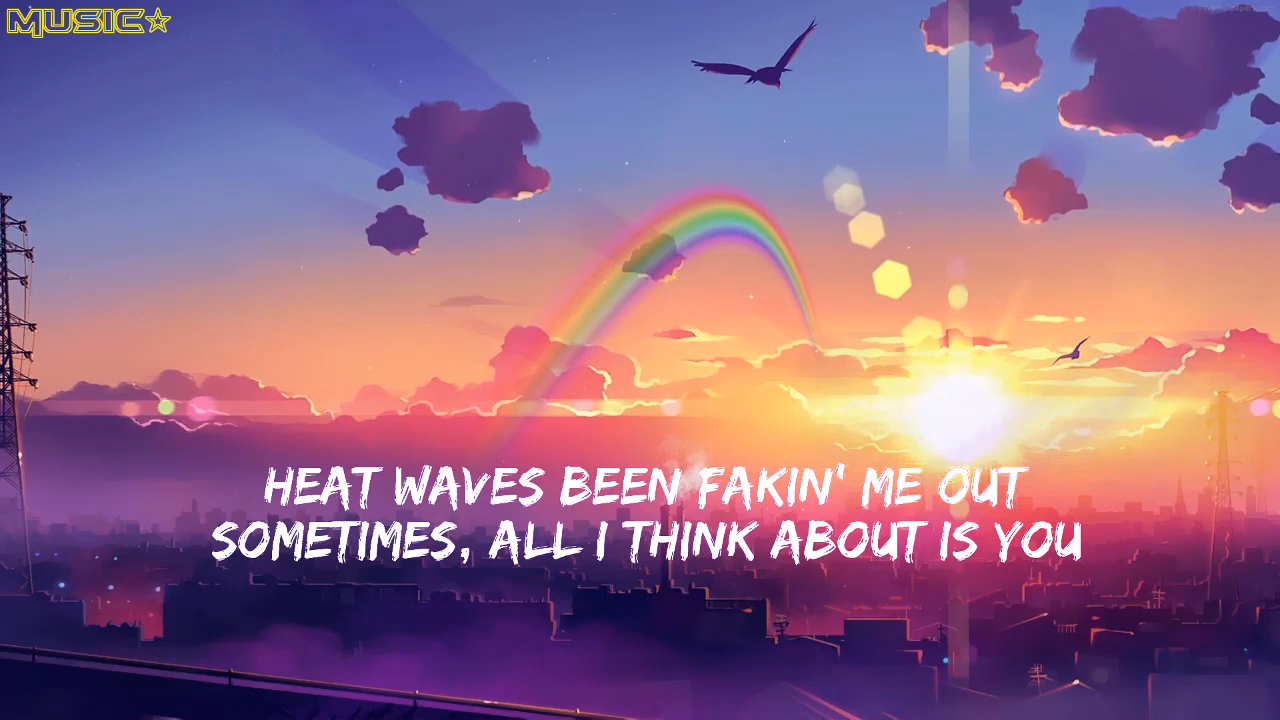 MUSIC☆
HEAT WAVES BEEN FAKIN' ME OUT
SOMETIMES, ALL I THINK ABOUT IS YOU